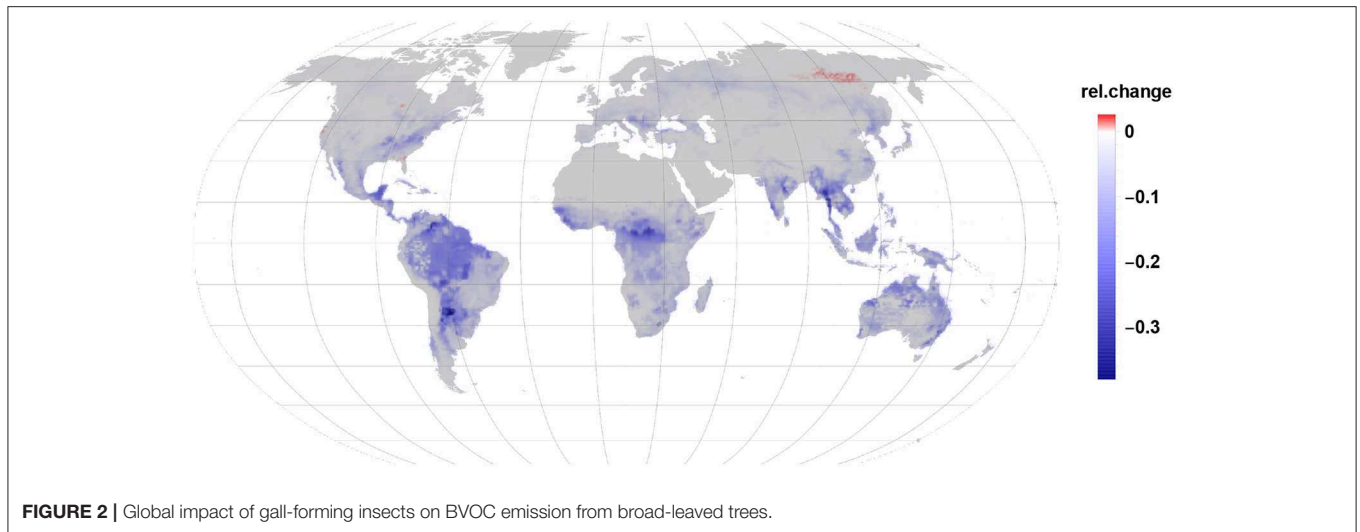 rel.change
0
−0.1
−0.2
−0.3
FIGURE 2 | Global impact of gall-forming insects on BVOC emission from broad-leaved trees.